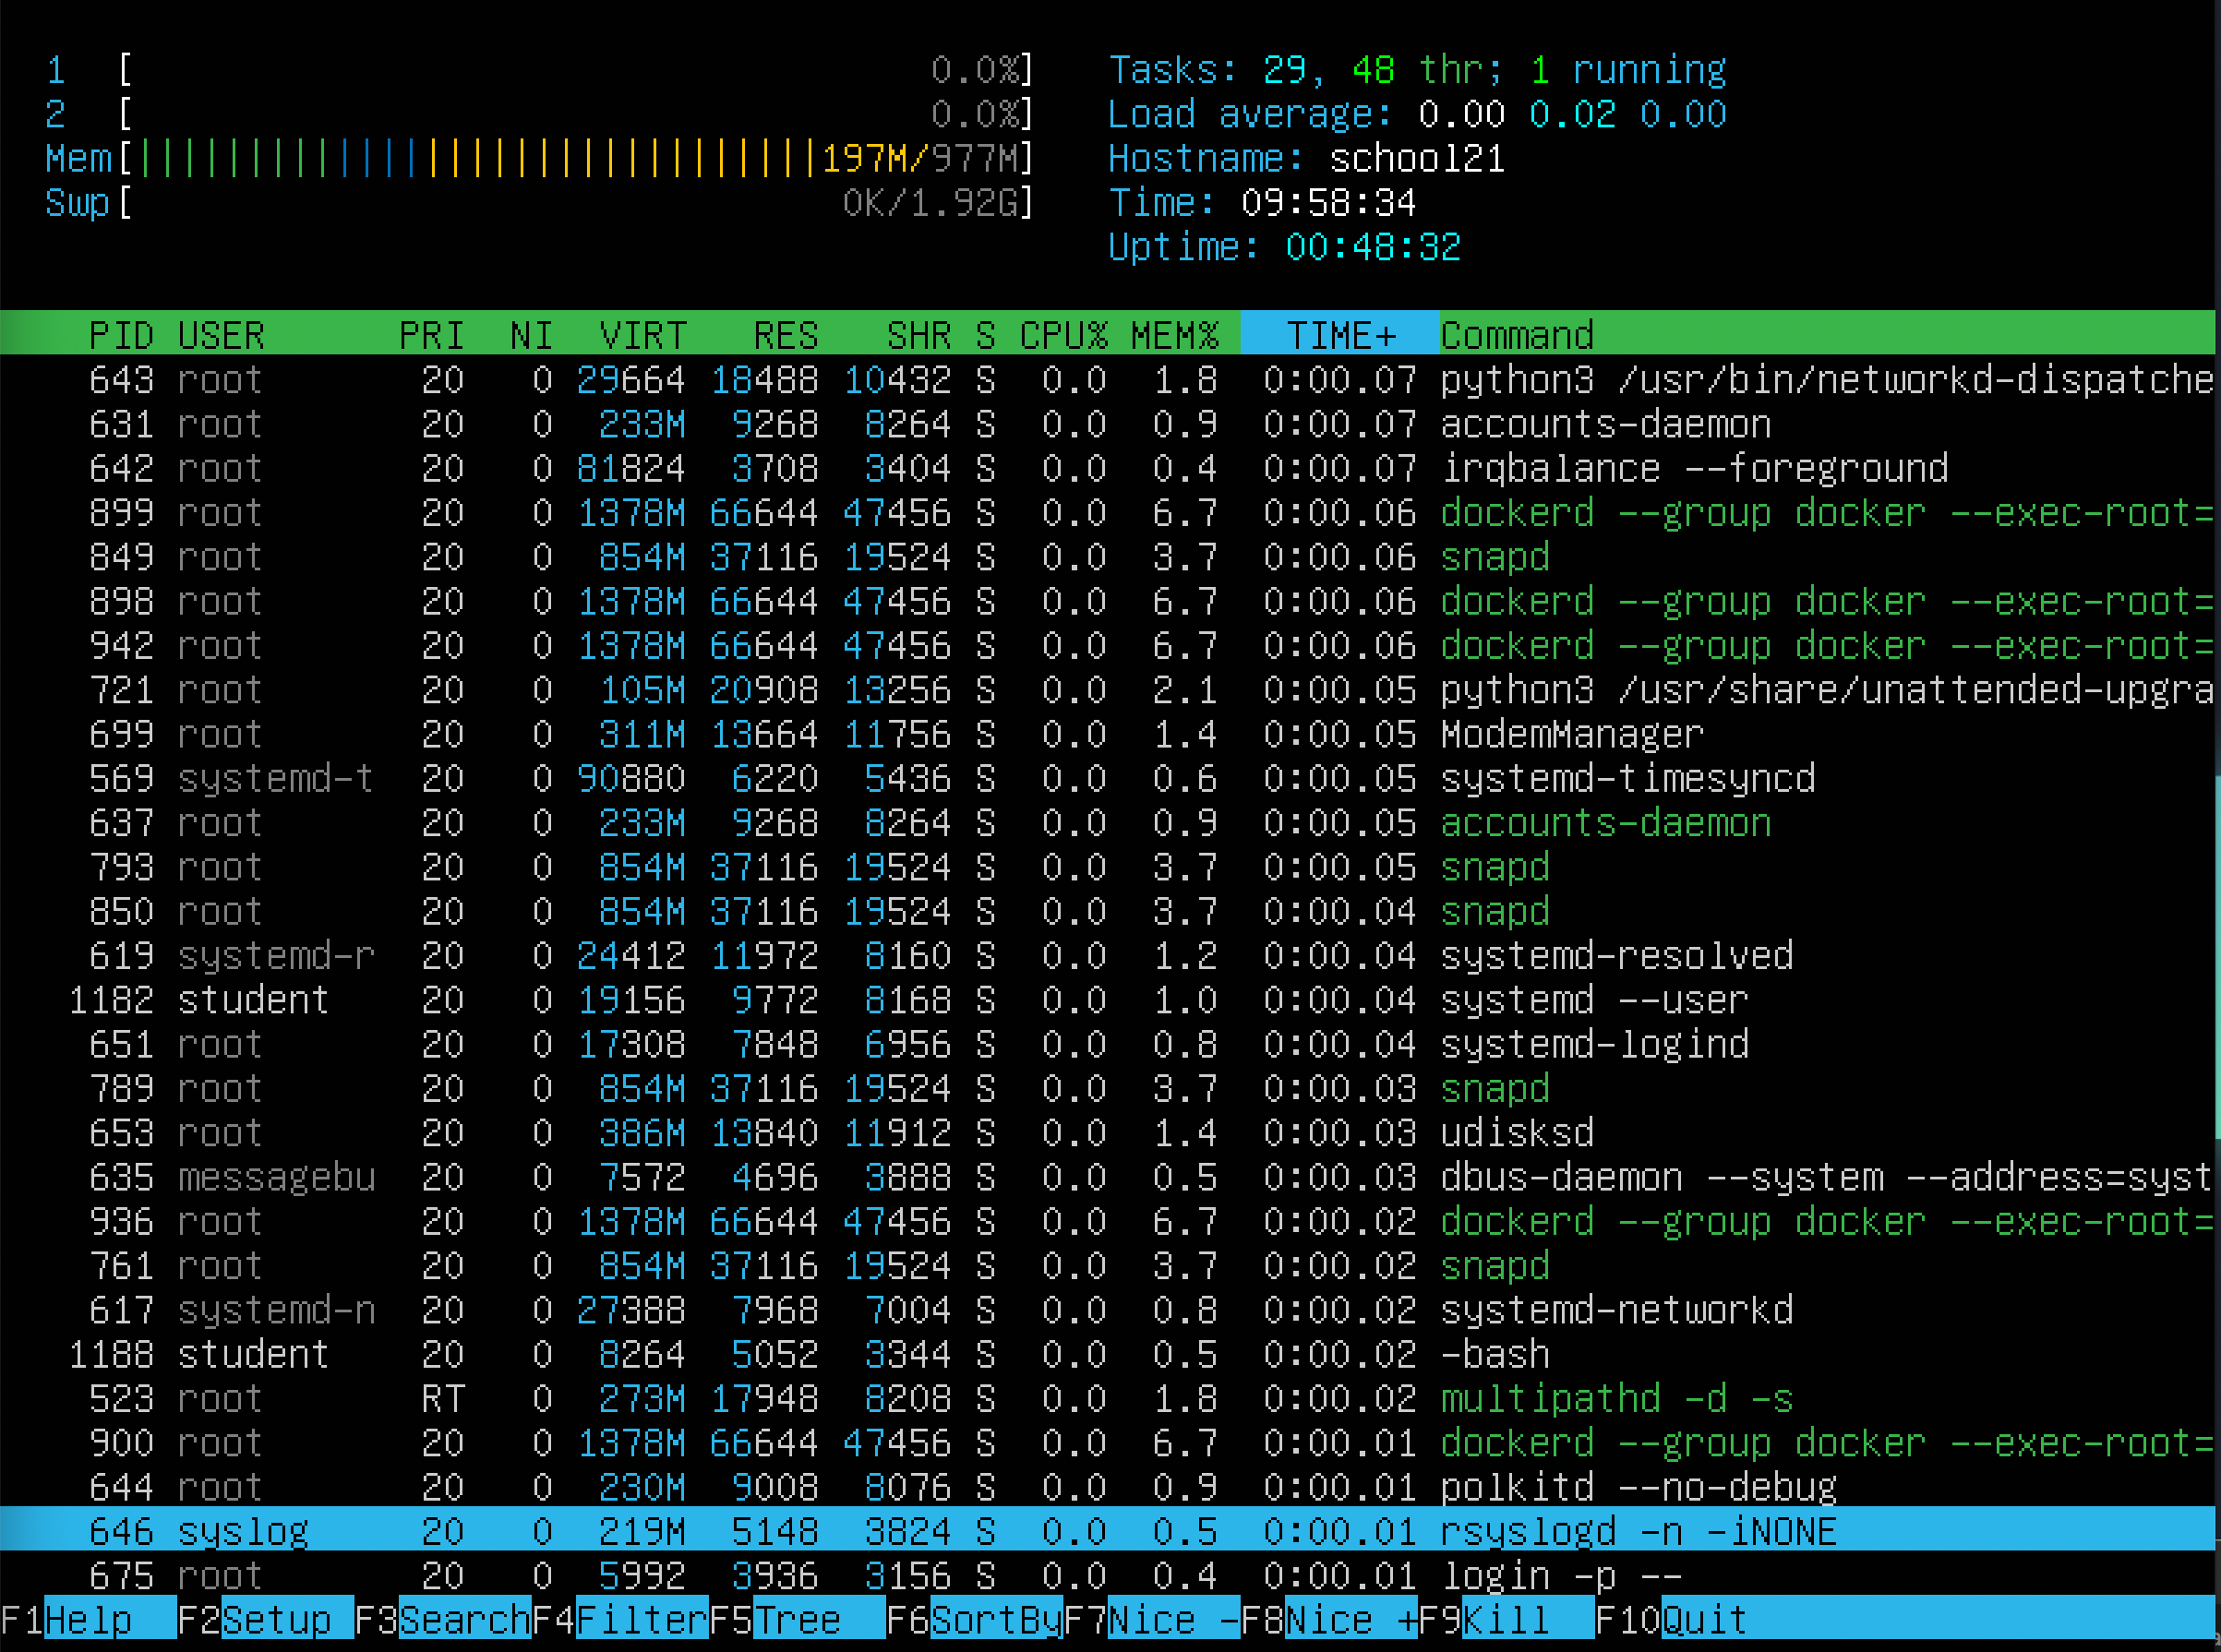 1 [ 0.0%] Tasks: 29, 48 thr; 1 running
2 [ 0.0%] Load average: 0.00 0.02 0.00
Mem[|||||||||||||||||||||||||||||197M/977M] Hostname: school21
Swp[ 0K/1.92G] Time: 09:58:34
Uptime: 00:48:32
PID USER PRI NI VIRT RES SHR S CPU% MEM% TIME+ Command
643 root 20 0 29664 18488 10432 S 0.0 1.8 0:00.07 python3 /usr/bin/networkd-dispatche
631 root 20 0 233M 9268 8264 S 0.0 0.9 0:00.07 accounts-daemon
642 root 20 0 81824 3708 3404 S 0.0 0.4 0:00.07 irqbalance --foreground
899 root 20 0 1378M 66644 47456 S 0.0 6.7 0:00.06 dockerd --group docker --exec-root=
849 root 20 0 854M 37116 19524 S 0.0 3.7 0:00.06 snapd
898 root 20 0 1378M 66644 47456 S 0.0 6.7 0:00.06 dockerd --group docker --exec-root=
942 root 20 0 1378M 66644 47456 S 0.0 6.7 0:00.06 dockerd --group docker --exec-root=
721 root 20 0 105M 20908 13256 S 0.0 2.1 0:00.05 python3 /usr/share/unattended-upgra
699 root 20 0 311M 13664 11756 S 0.0 1.4 0:00.05 ModemManager
569 systemd-t 20 0 90880 6220 5436 S 0.0 0.6 0:00.05 systemd-timesyncd
637 root 20 0 233M 9268 8264 S 0.0 0.9 0:00.05 accounts-daemon
793 root 20 0 854M 37116 19524 S 0.0 3.7 0:00.05 snapd
850 root 20 0 854M 37116 19524 S 0.0 3.7 0:00.04 snapd
619 systemd-r 20 0 24412 11972 8160 S 0.0 1.2 0:00.04 systemd-resolved
1182 student 20 0 19156 9772 8168 S 0.0 1.0 0:00.04 systemd --user
651 root 20 0 17308 7848 6956 S 0.0 0.8 0:00.04 systemd-logind
789 root 20 0 854M 37116 19524 S 0.0 3.7 0:00.03 snapd
653 root 20 0 386M 13840 11912 S 0.0 1.4 0:00.03 udisksd
635 messagebu 20 0 7572 4696 3888 S 0.0 0.5 0:00.03 dbus-daemon --system --address=syst
936 root 20 0 1378M 66644 47456 S 0.0 6.7 0:00.02 dockerd --group docker --exec-root=
761 root 20 0 854M 37116 19524 S 0.0 3.7 0:00.02 snapd
617 systemd-n 20 0 27388 7968 7004 S 0.0 0.8 0:00.02 systemd-networkd
1188 student 20 0 8264 5052 3344 S 0.0 0.5 0:00.02 -bash
523 root RT 0 273M 17948 8208 S 0.0 1.8 0:00.02 multipathd -d -s
900 root 20 0 1378M 66644 47456 S 0.0 6.7 0:00.01 dockerd --group docker --exec-root=
644 root 20 0 230M 9008 8076 S 0.0 0.9 0:00.01 polkitd --no-debug
646 syslog 20 0 219M 5148 3824 S 0.0 0.5 0:00.01 rsyslogd -n -iNONE
675 root 20 0 5992 3936 3156 S 0.0 0.4 0:00.01 login -p --
F1Help F2Setup F3SearchF4FilterF5Tree F6SortByF7Nice -F8Nice +F9Kill F10Quit